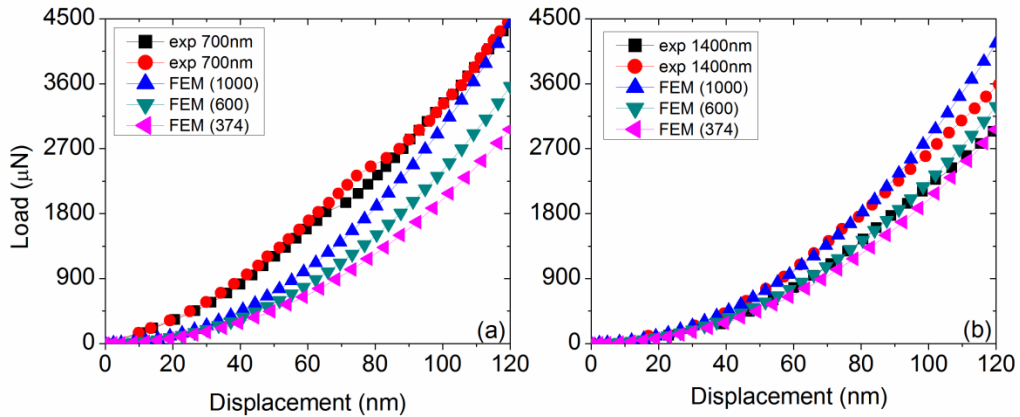 4500
3600
2700
1800
900
0
Load (μN)
exp 700nm
exp 700nm
FEM (1000)
FEM (600)
FEM (374)
(a)
0 20 40 60 80 100 120
Displacement (nm)
4500
3600
2700
1800
900
0
exp 1400nm
exp 1400nm
FEM (1000)
FEM (600)
FEM (374)
(b)
0 20 40 60 80 100 120
Displacement (nm)